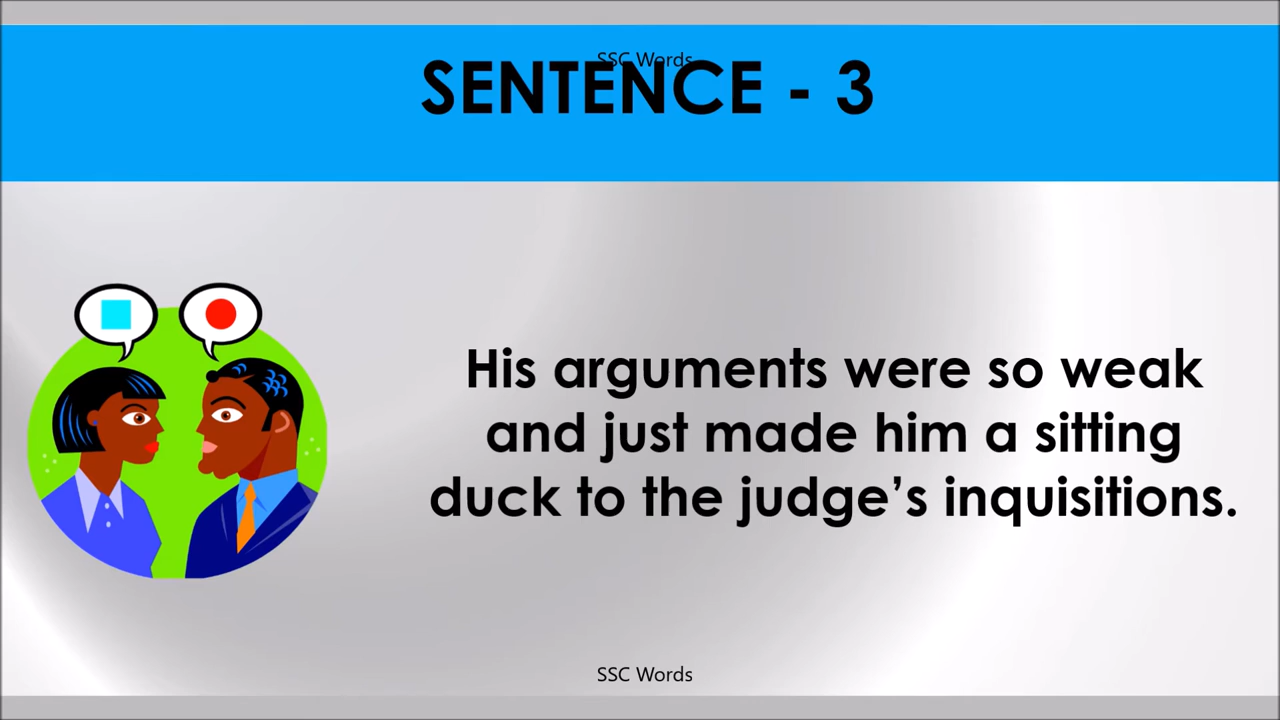 SSC Words
SENTENCE - 3
His arguments were so weak
and just made him a sitting
duck to the judge’s inquisitions.
SSC Words